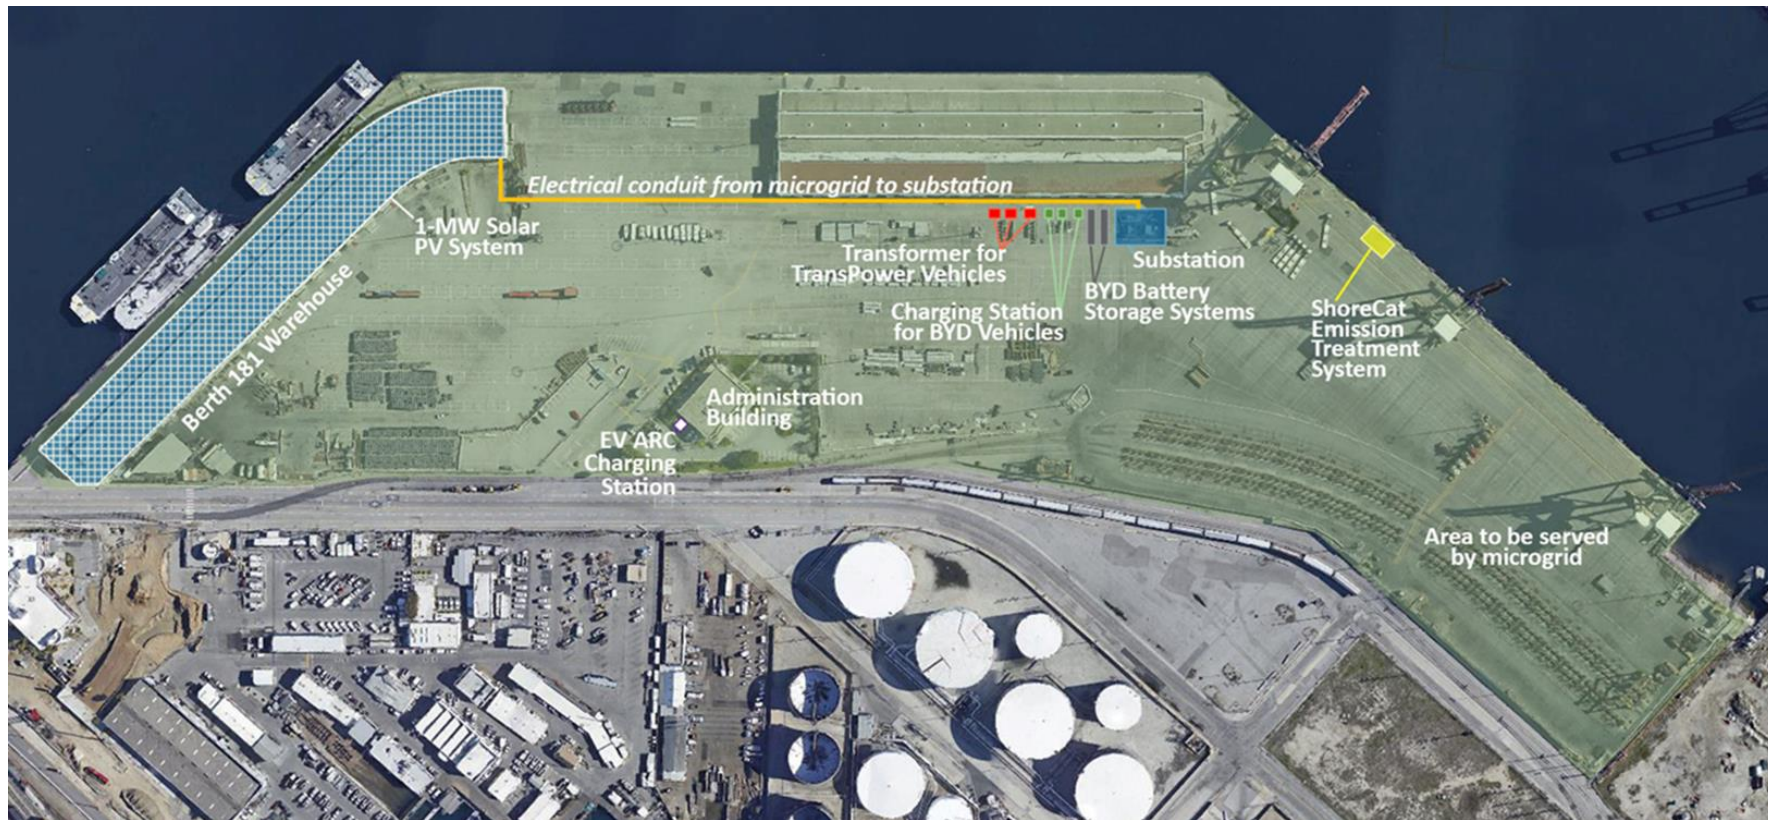 Electrical conduit from microgrid to substation
1-MW Solar
PV System
Berth 181 Warehouse
Transformer for
TransPower Vehicles
Charging Station
for BYD Vehicles
BYD Battery
Storage Systems
Substation
ShoreCat
Emission
Treatment
System
Administration
Building
EV ARC
Charging
Station
Area to be served
by microgrid